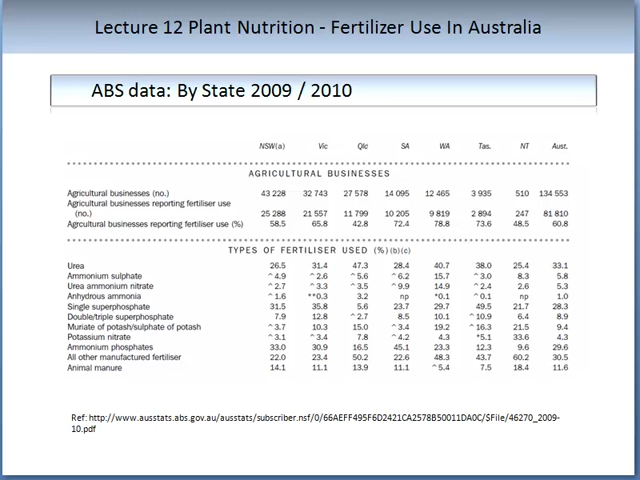 Lecture 12 Plant Nutrition - Fertilizer Use In Australia
ABS data: By State 2009 / 2010
NSW(a) Vic Qld SA WA Tas. NT Aust.
AGRICULTURAL BUSINESSES
Agricultural businesses (no.) 43 228 32 743 27 578 14 095 12 465 3 935 510 134 553
Agricultural businesses reporting fertiliser use
(no.) 25 288 21 557 11 799 10 205 9 819 2 894 247 81 810
Agricultural businesses reporting fertiliser use (%) 58.5 65.8 42.8 72.4 78.8 73.6 48.5 60.8
TYPES OF FERTILISER USED (%)(b)(c)
Urea 26.5 31.4 47.3 28.4 40.7 38.0 25.4 33.1
Ammonium sulphate ^4.9 ^2.6 ^5.6 ^6.2 15.7 ^3.0 8.3 5.8
Urea ammonium nitrate ^2.7 ^3.3 ^3.5 ^9.9 14.9 ^2.4 2.6 5.3
Anhydrous ammonia ^1.6 **0.3 3.2 np *0.1 ^0.1 np 1.0
Single superphosphate 31.5 35.8 5.6 23.7 29.7 49.5 21.7 28.3
Double/triple superphosphate 7.9 12.8 ^2.7 8.5 10.1 ^10.9 6.4 8.9
Muriate of potash/sulphate of potash ^3.7 10.3 15.0 ^3.4 19.2 ^16.3 21.5 9.4
Potassium nitrate ^3.1 ^3.4 7.8 ^4.2 4.3 *5.1 33.6 4.3
Ammonium phosphates 33.0 30.9 16.5 45.1 23.3 12.3 9.6 29.6
All other manufactured fertiliser 22.0 23.4 50.2 22.6 48.3 43.7 60.2 30.5
Animal manure 14.1 11.1 13.9 11.1 ^5.4 7.5 18.4 11.6
Ref: http://www.ausstats.abs.gov.au/ausstats/subscriber.nsf/0/66AEFF495F6D2421CA2578B50011DA0C/$File/46270_2009-
10.pdf